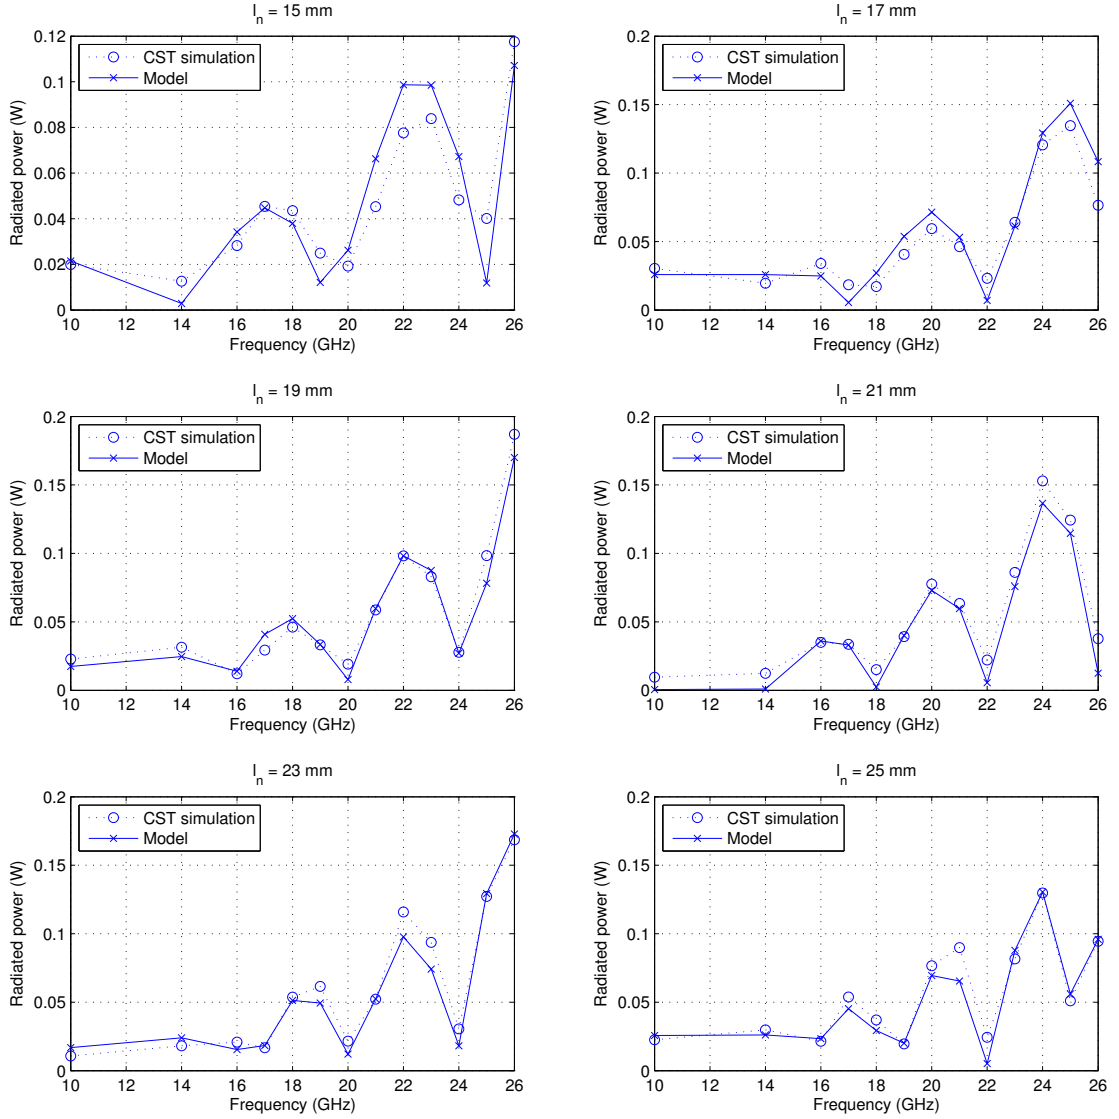 l_n = 15 mm
0.12
0.1
0.08
0.06
0.04
0.02
0
Radiated power (W)
CST simulation
Model
10 12 14 16 18 20 22 24 26
Frequency (GHz)
l_n = 17 mm
0.2
0.15
0.1
0.05
0
Radiated power (W)
CST simulation
Model
10 12 14 16 18 20 22 24 26
Frequency (GHz)
l_n = 19 mm
0.2
0.15
0.1
0.05
0
Radiated power (W)
CST simulation
Model
10 12 14 16 18 20 22 24 26
Frequency (GHz)
l_n = 21 mm
0.2
0.15
0.1
0.05
0
Radiated power (W)
CST simulation
Model
10 12 14 16 18 20 22 24 26
Frequency (GHz)
l_n = 23 mm
0.2
0.15
0.1
0.05
0
Radiated power (W)
CST simulation
Model
10 12 14 16 18 20 22 24 26
Frequency (GHz)
l_n = 25 mm
0.2
0.15
0.1
0.05
0
Radiated power (W)
CST simulation
Model
10 12 14 16 18 20 22 24 26
Frequency (GHz)